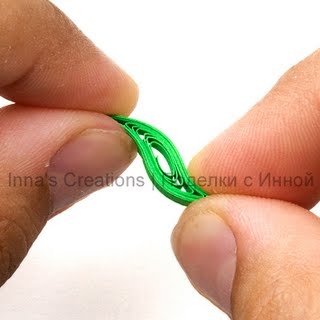 Inna's Creations | Поделки с Инной